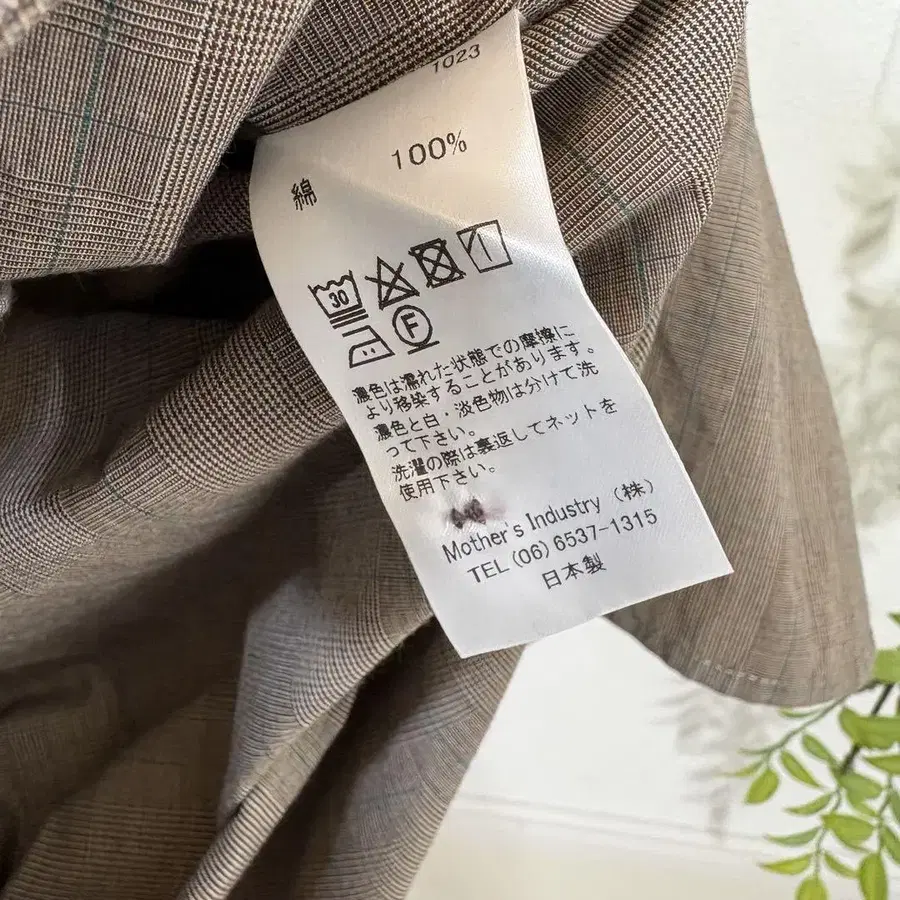 1023
綿 100%
30
F
濃色は濡れた状態での摩擦に
より移染することがあります。
濃色と白・淡色物は分けて洗
って下さい。
洗濯の際は裏返してネットを
使用下さい。
Mother's Industry（株）
TEL (06) 6537-1315
日本製